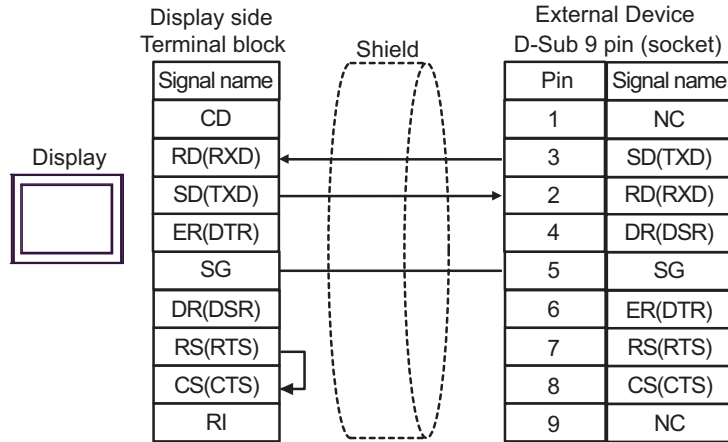 Display side
Terminal block
Shield
External Device
D-Sub 9 pin (socket)
Display
Signal name
Pin Signal name
CD 1 NC
RD(RXD) 3 SD(TXD)
SD(TXD) 2 RD(RXD)
ER(DTR) 4 DR(DSR)
SG 5 SG
DR(DSR) 6 ER(DTR)
RS(RTS) 7 RS(RTS)
CS(CTS) 8 CS(CTS)
RI 9 NC